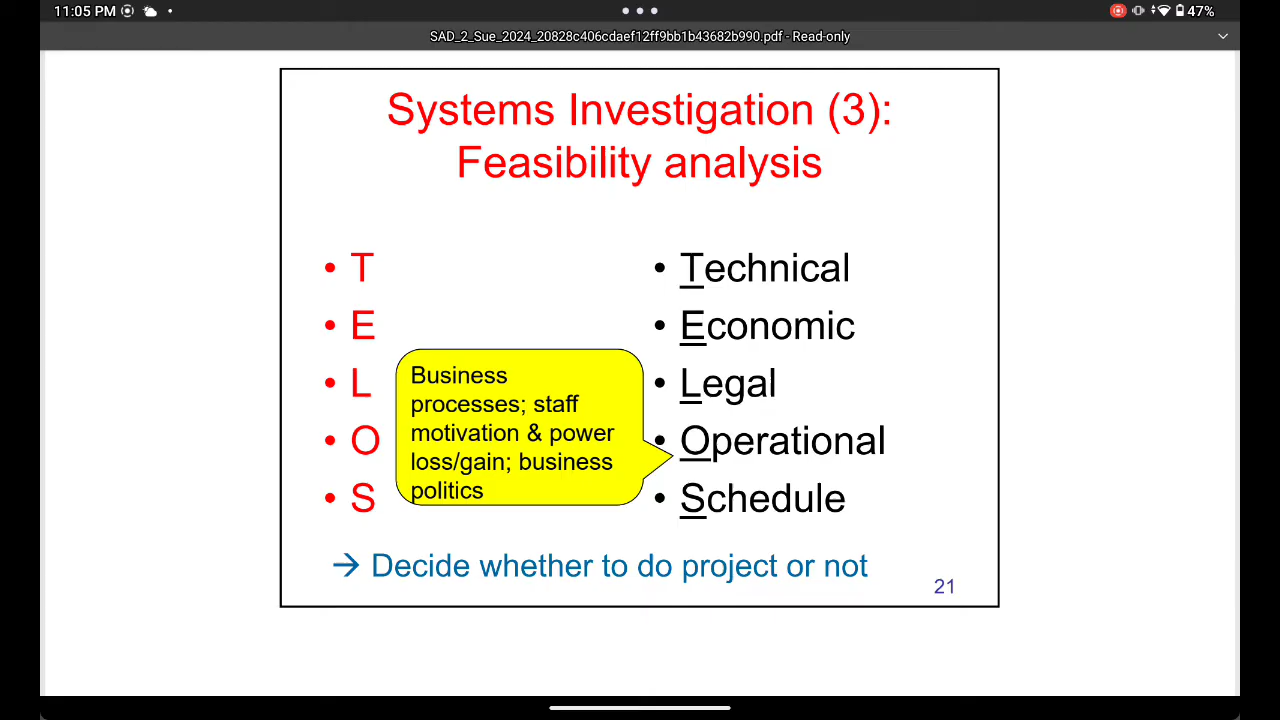 11:05 PM 47%
SAD_2_Sue_2024_20828c406cdaef12ff9bb1b43682b990.pdf - Read-only
Systems Investigation (3):
Feasibility analysis
• T
• E
• L
• O
• S
Business
processes; staff
motivation & power
loss/gain; business
politics
• Technical
• Economic
• Legal
• Operational
• Schedule
→ Decide whether to do project or not
21